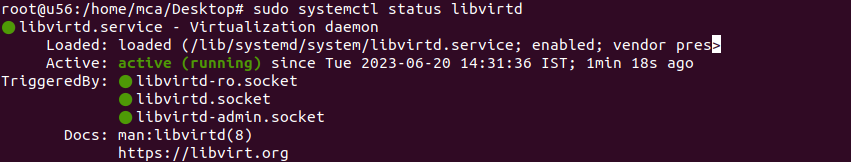 root@u56:/home/mca/Desktop# sudo systemctl status libvirtd
● libvirtd.service - Virtualization daemon
Loaded: loaded (/lib/systemd/system/libvirtd.service; enabled; vendor pres>
Active: active (running) since Tue 2023-06-20 14:31:36 IST; 1min 18s ago
TriggeredBy: ● libvirtd-ro.socket
● libvirtd.socket
● libvirtd-admin.socket
Docs: man:libvirtd(8)
https://libvirt.org